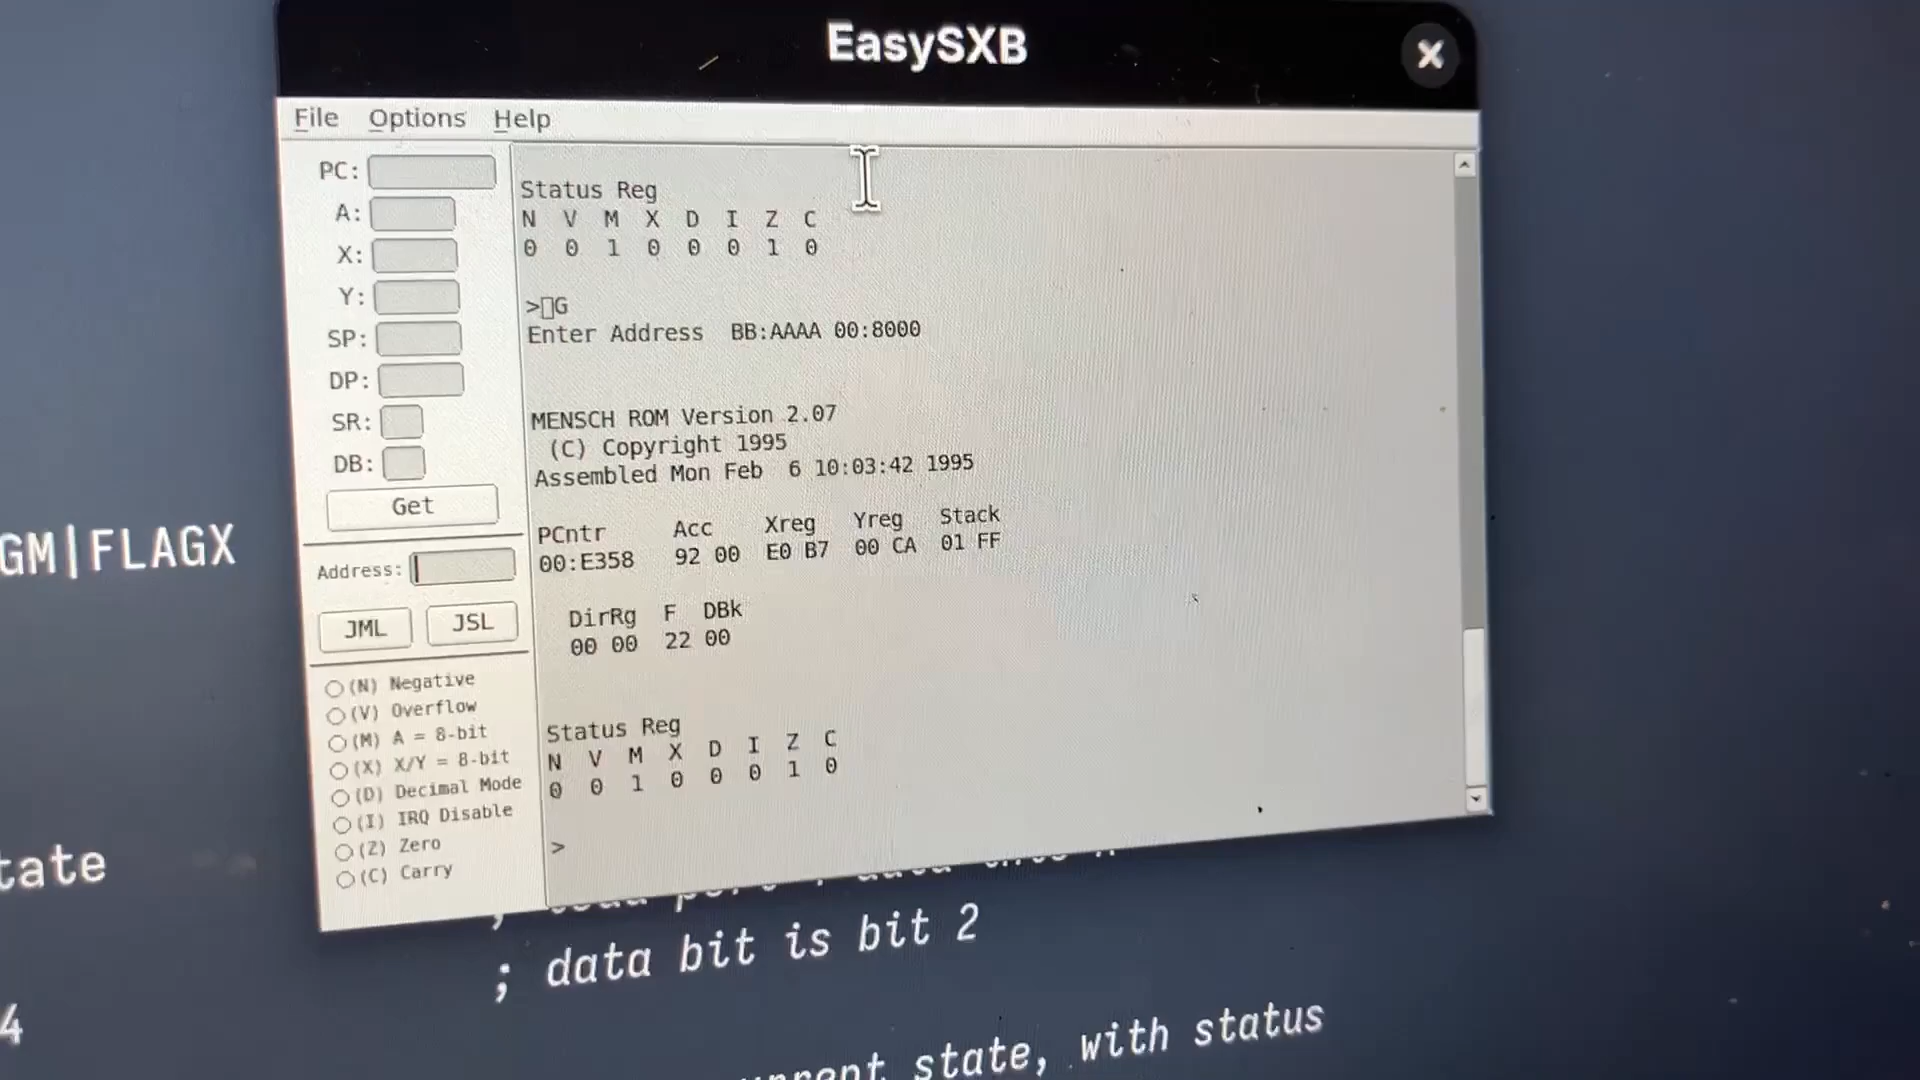 EasySXB
File Options Help
PC:
A:
X:
Y:
SP:
DP:
SR:
DB:
Get
Address:
JML JSL
(N) Negative
(V) Overflow
(M) A = 8-bit
(X) X/Y = 8-bit
(D) Decimal Mode
(I) IRQ Disable
(Z) Zero
(C) Carry
Status Reg
N V M X D I Z C
0 0 1 0 0 0 1 0
>▯G
Enter Address BB:AAAA 00:8000
MENSCH ROM Version 2.07
(C) Copyright 1995
Assembled Mon Feb 6 10:03:42 1995
PCntr Acc Xreg Yreg Stack
00:E358 92 00 E0 B7 00 CA 01 FF
DirRg F DBk
00 00 22 00
Status Reg
N V M X D I Z C
0 0 1 0 0 0 1 0
>
GM|FLAGX
tate
; data bit is bit 2
4
state, with status